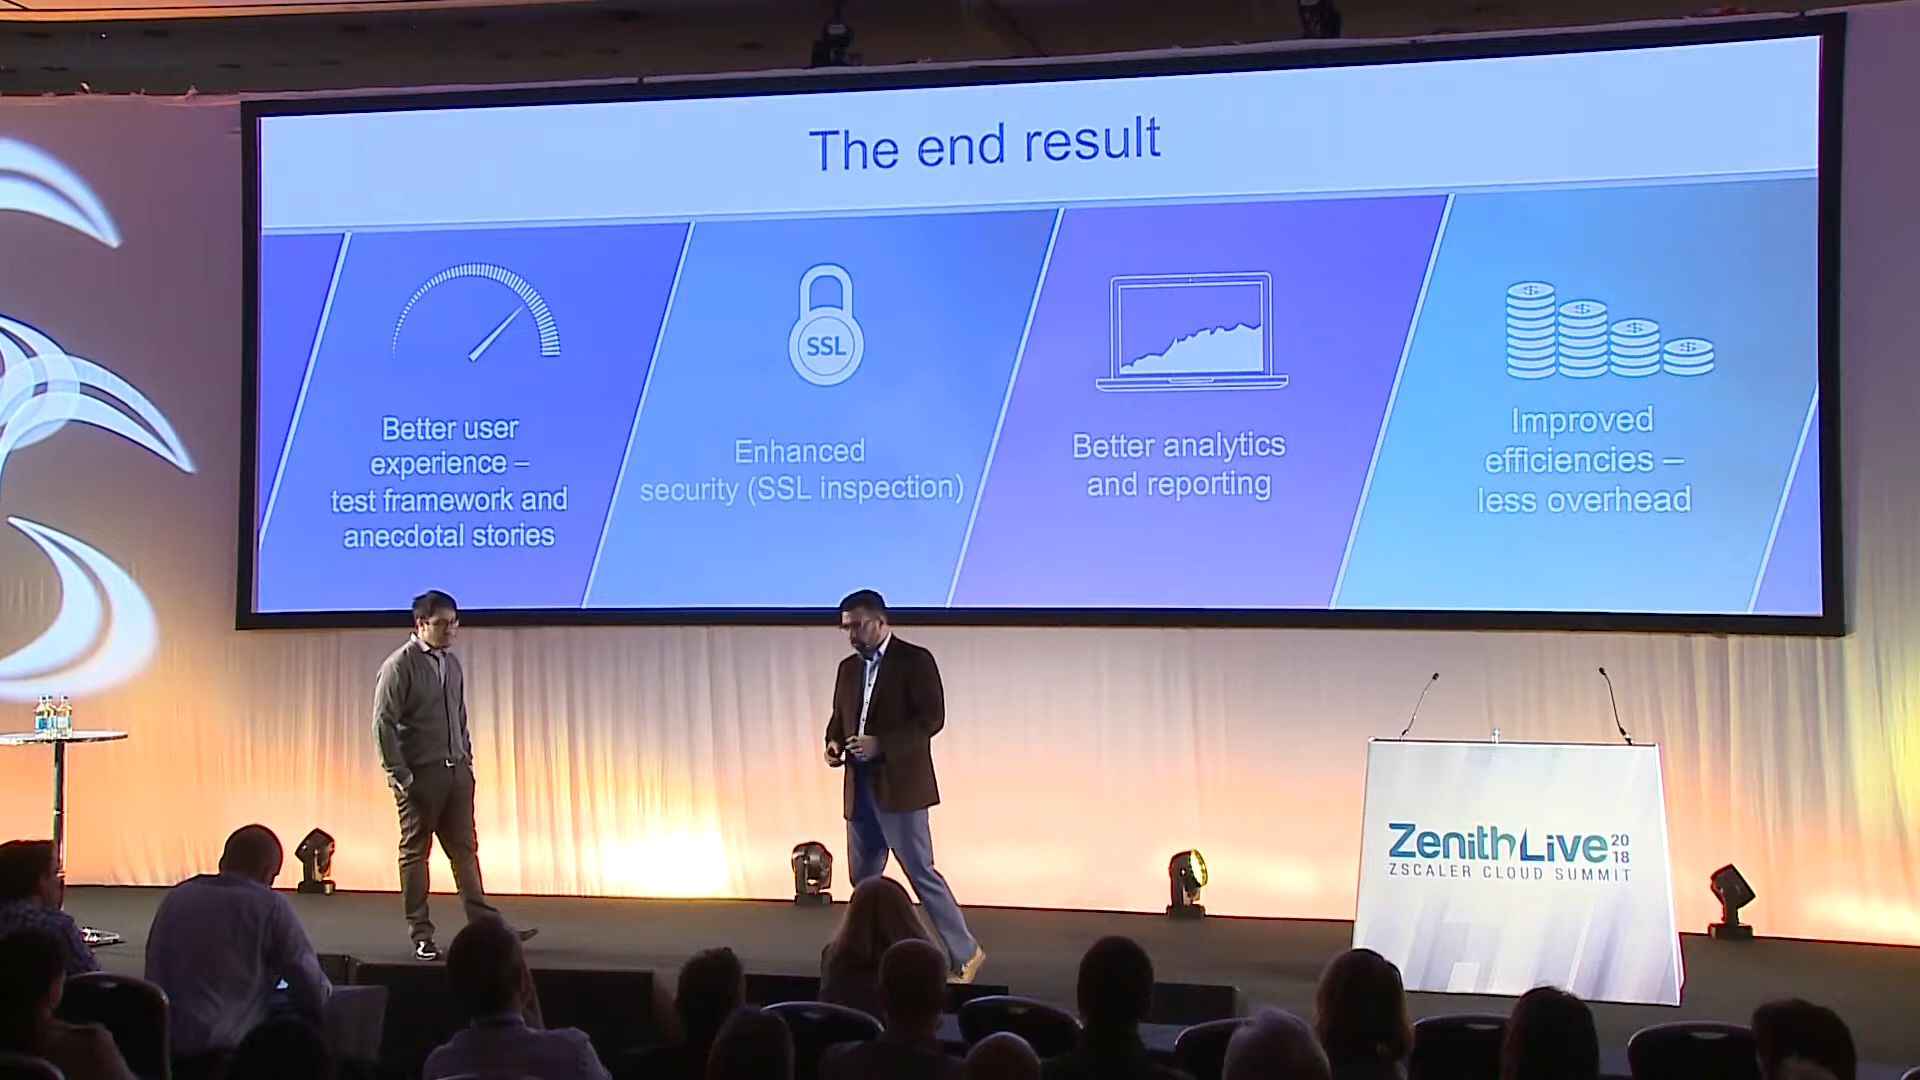 The end result
SSL
Better user
experience –
test framework and
anecdotal stories
Enhanced
security (SSL inspection)
Better analytics
and reporting
$ $ $ $
Improved
efficiencies –
less overhead
ZenithLive 20
18
ZSCALER CLOUD SUMMIT